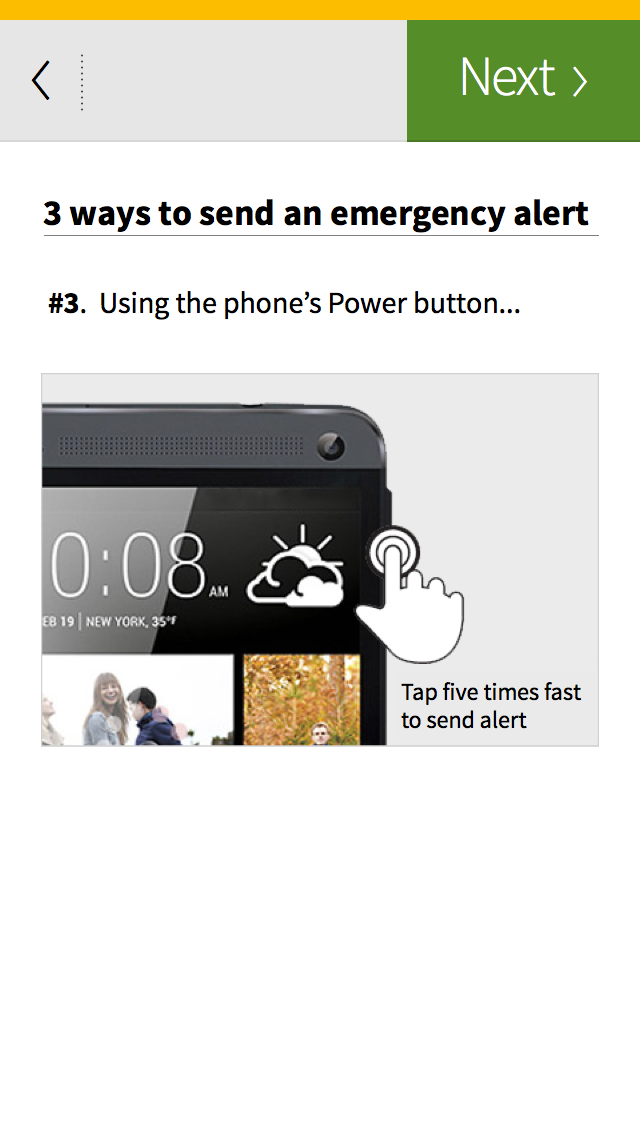 Next
3 ways to send an emergency alert
#3. Using the phone’s Power button...
0:08 AM
EB 19 | NEW YORK, 35°F
Tap five times fast
to send alert